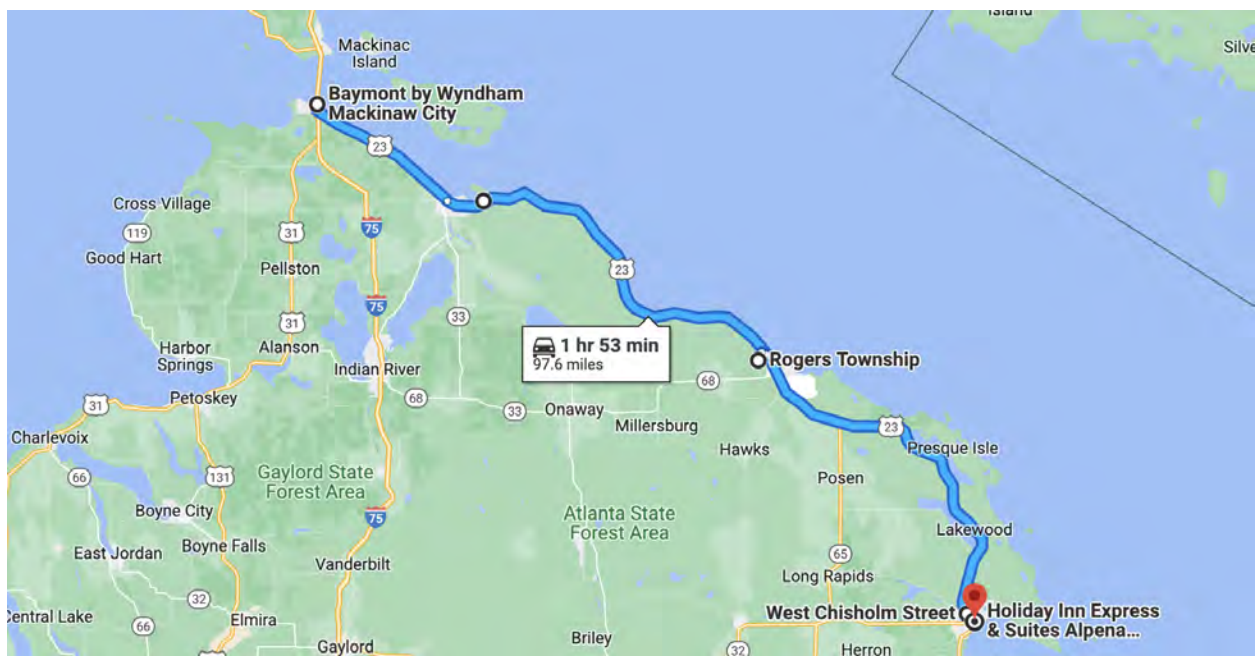 Island
Silve
Mackinac
Island
Baymont by Wyndham
Mackinaw City
23
Cross Village
119
31
75
Good Hart
Pellston
23
75
31
33
Harbor
Springs
Alanson
1 hr 53 min
97.6 miles
Rogers Township
Indian River
68
Petoskey
31
68
33
Onaway
Millersburg
23
Charlevoix
Hawks
Presque Isle
66
131
Gaylord State
Forest Area
Posen
Boyne City
75
Atlanta State
Forest Area
Lakewood
East Jordan
Boyne Falls
Vanderbilt
65
Long Rapids
32
Central Lake
66
Elmira
West Chisholm Street
Holiday Inn Express
& Suites Alpena...
Gaylord
Briley
32
Herron